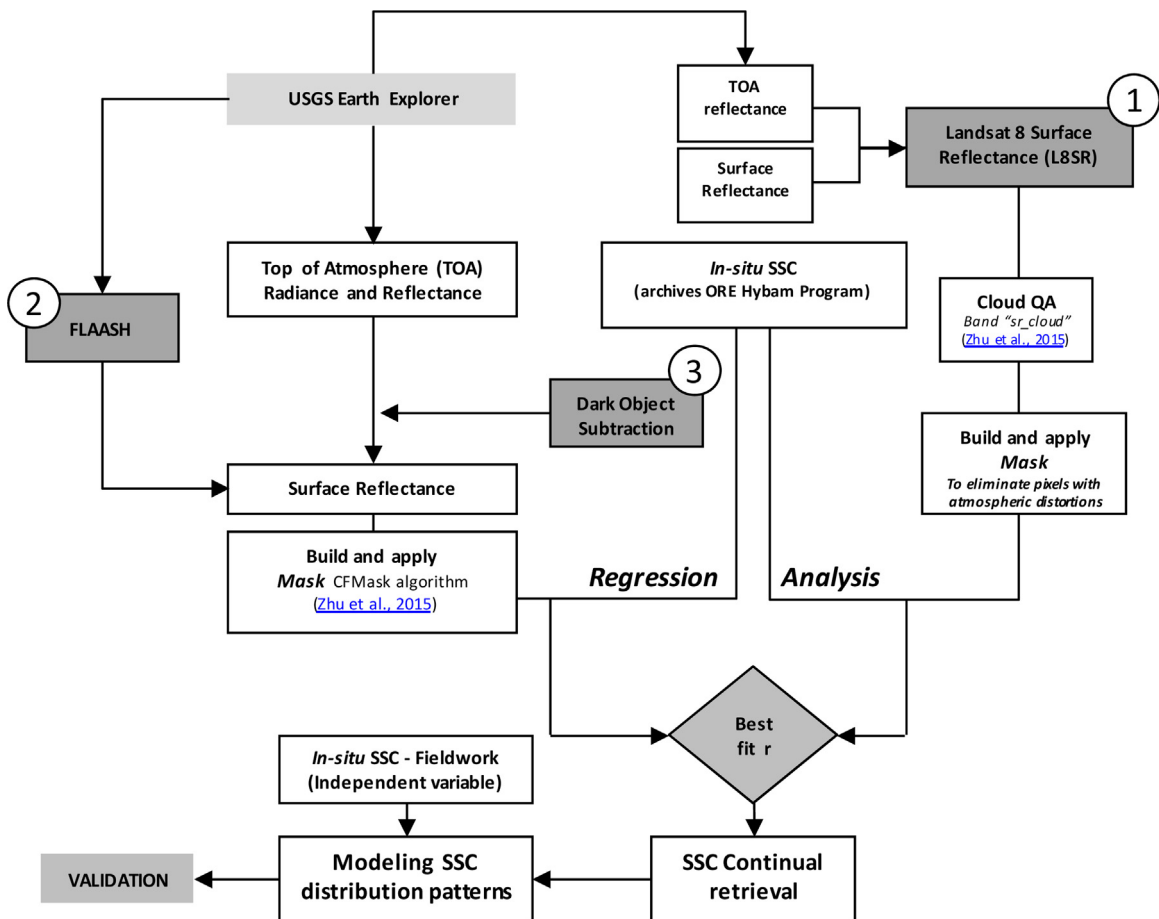 USGS Earth Explorer
TOA
reflectance
Surface
Reflectance
1
Landsat 8 Surface
Reflectance (L8SR)
Top of Atmosphere (TOA)
Radiance and Reflectance
In-situ SSC
(archives ORE Hybam Program)
Cloud QA
Band "sr_cloud"
(Zhu et al., 2015)
2
FLAASH
3
Dark Object
Subtraction
Build and apply
Mask
To eliminate pixels with
atmospheric distortions
Surface Reflectance
Build and apply
Mask CFMask algorithm
(Zhu et al., 2015)
Regression Analysis
Best
fit r
In-situ SSC - Fieldwork
(Independent variable)
VALIDATION
Modeling SSC
distribution patterns
SSC Continual
retrieval